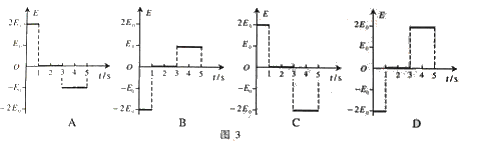 E
2E₀
E₀
O
1 2 3 4 5 t/s
−E₀
−2E₀
A
E
2E₀
E₀
O
1 2 3 4 5 t/s
−E₀
−2E₀
B
E
2E₀
E₀
O
1 2 3 4 5 t/s
−E₀
−2E₀
C
E
2E₀
E₀
O
1 2 3 4 5 t/s
−E₀
−2E₀
D
图 3